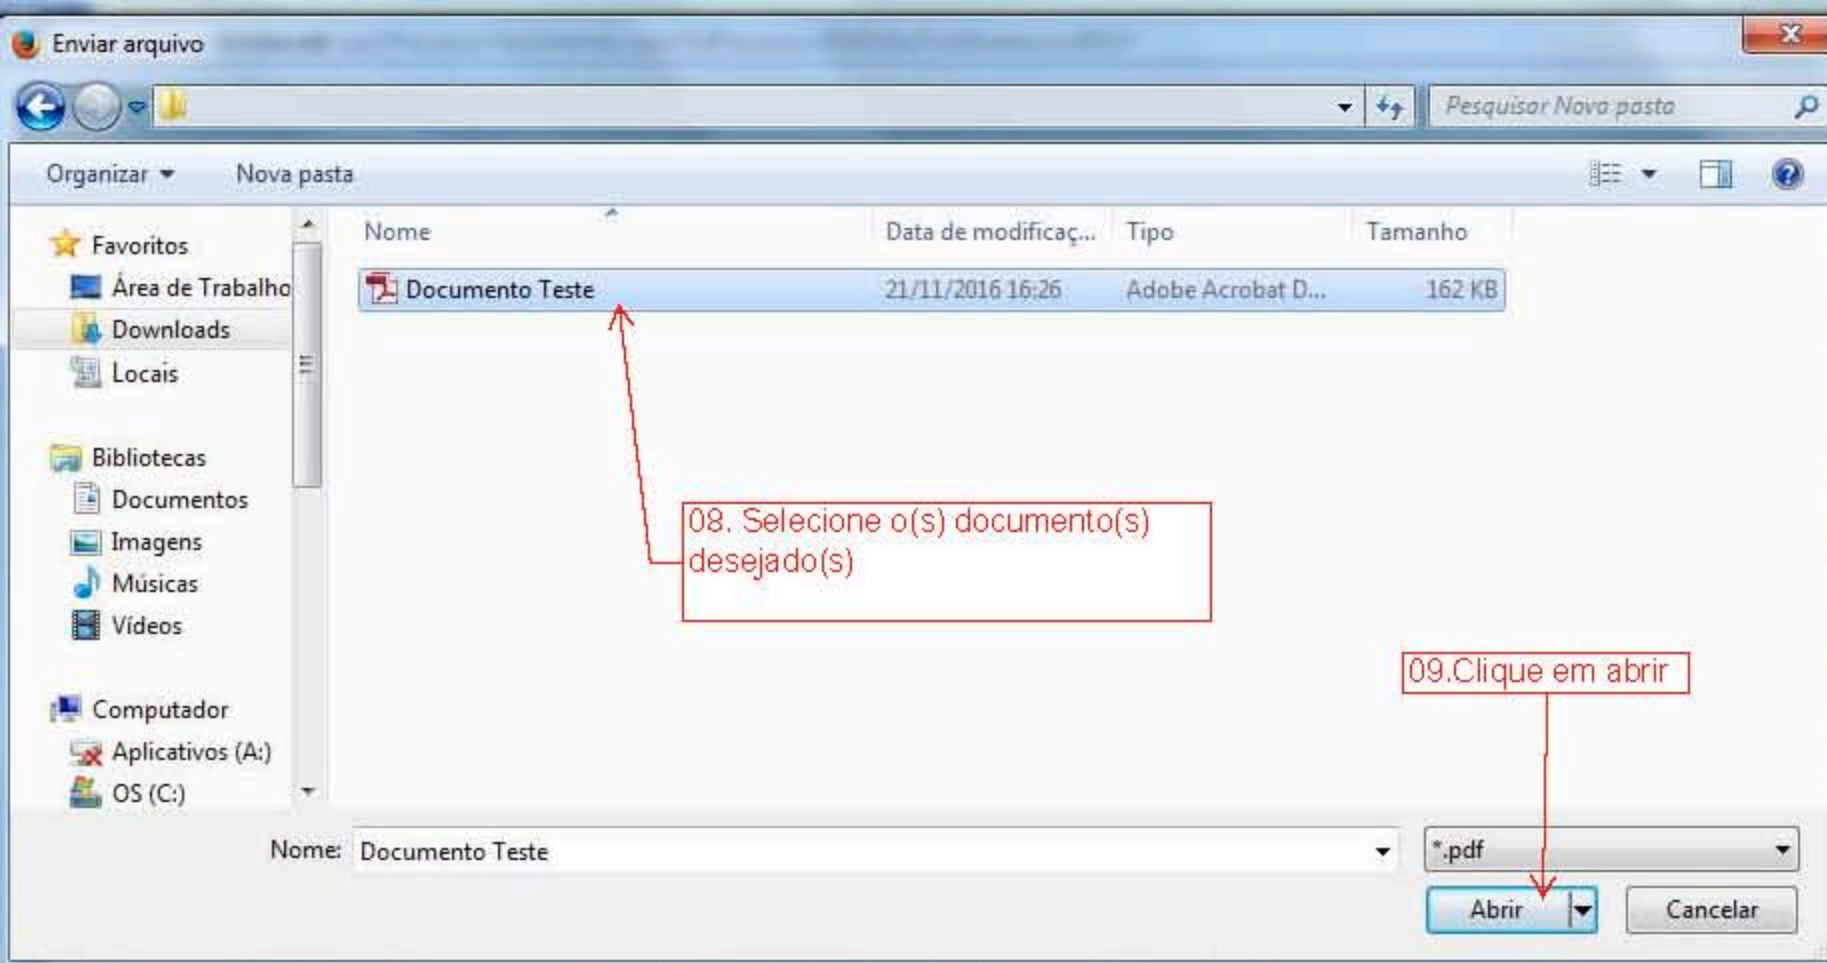 Enviar arquivo
Pesquisar Nova pasta
Organizar
Nova pasta
Nome
Data de modificaç...
Tipo
Tamanho
Favoritos
Área de Trabalho
Downloads
Locais
Bibliotecas
Documentos
Imagens
Músicas
Vídeos
Computador
Aplicativos (A:)
OS (C:)
Documento Teste
21/11/2016 16:26
Adobe Acrobat D...
162 KB
08. Selecione o(s) documento(s)
desejado(s)
09.Clique em abrir
Nome: Documento Teste
*.pdf
Abrir
Cancelar